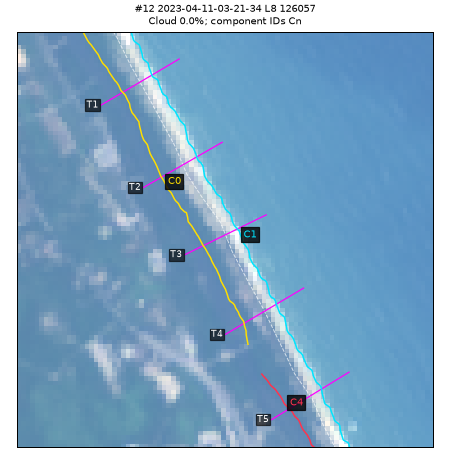 #12 2023-04-11-03-21-34 L8 126057
Cloud 0.0%; component IDs Cn
T1
C0
T2
C1
T3
T4
C4
T5